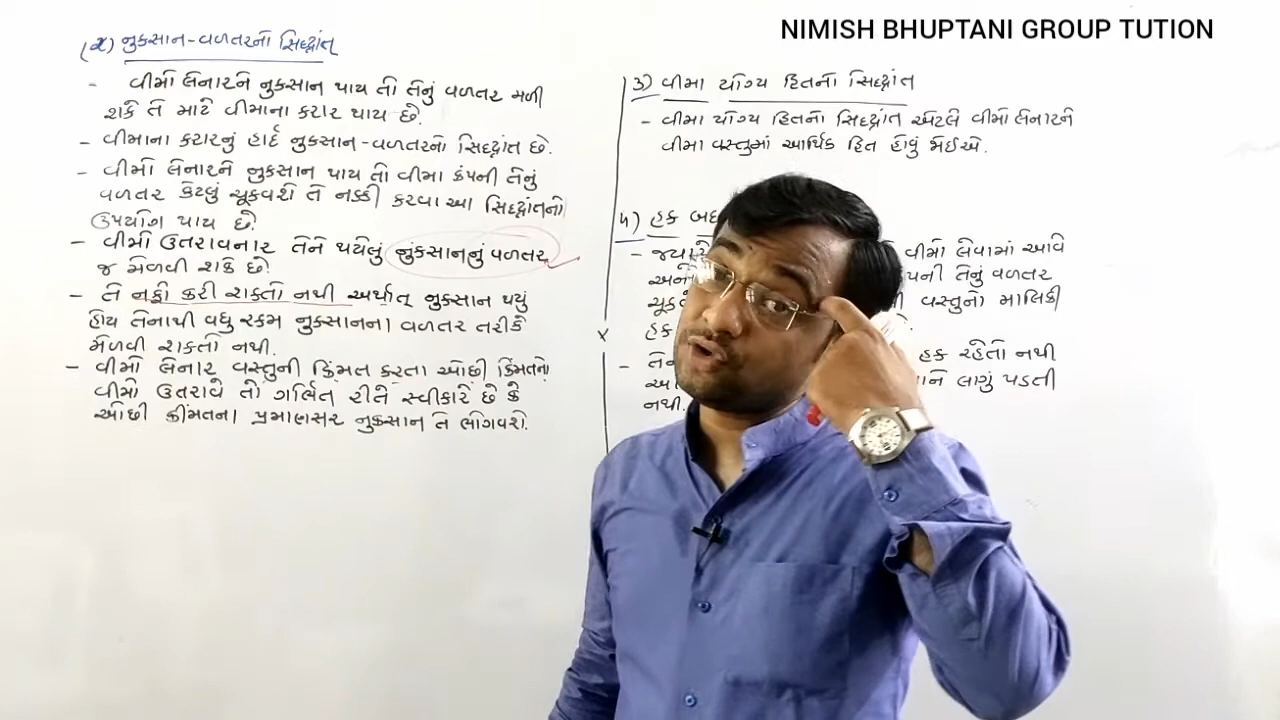 NIMISH BHUPTANI GROUP TUTION
(૨) નુકસાન-વળતરનો સિદ્ધાંત
- વીમો લેનારને નુકસાન થાય તો તેનું વળતર મળી
શકે તે માટે વીમાના કરાર થાય છે.
- વીમાના કરારનું હાર્દ નુકસાન-વળતરનો સિદ્ધાંત છે.
- વીમો લેનારને નુકસાન થાય તો વીમા કંપની તેનું
વળતર કેટલું ચૂકવશે તે નક્કી કરવા આ સિદ્ધાંતનો
ઉપયોગ થાય છે.
- વીમો ઉતરાવનાર તેને થયેલું નુંકસાનનું વળતર
જ મેળવી શકે છે.
- તે નફો કરી શકતો નથી અર્થાત્ નુકસાન થયું
હોય તેનાથી વધુ રકમ નુકસાનના વળતર તરીકે
મેળવી શકતો નથી.
- વીમો લેનાર વસ્તુની કિંમત કરતા ઓછી કિંમતનો
વીમો ઉતરાવે તો ગર્ભિત રીતે સ્વીકારે છે કે
ઓછી કીંમતના પ્રમાણસર નુકસાન તે ભોગવશે.
૩) વીમા યોગ્ય હિતનો સિદ્ધાંત
- વીમા યોગ્ય હિતનો સિદ્ધાંત એટલે વીમો લેનારને
વીમા વસ્તુમાં આર્થિક હિત હોવું જોઈએ.
૪) હક
- જ્યારે વીમો લેવામાં આવે
તેનું વળતર
વસ્તુનો માલિકી
હક
- હક રહેતો નથી
લાગું પડતી
નથી.